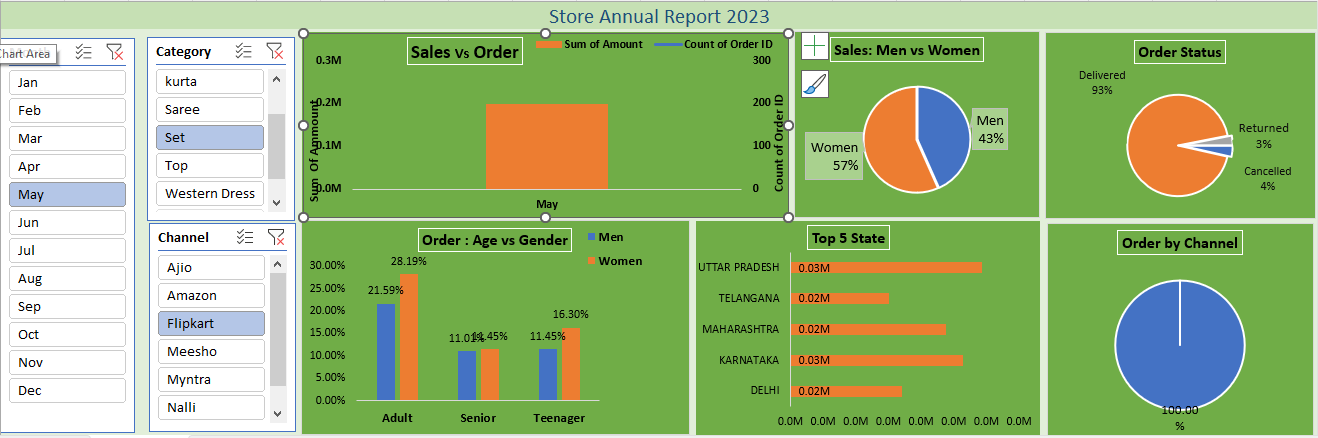 Store Annual Report 2023
Chart Area
Jan
Feb
Mar
Apr
May
Jun
Jul
Aug
Sep
Oct
Nov
Dec
Category
kurta
Saree
Set
Top
Western Dress
Channel
Ajio
Amazon
Flipkart
Meesho
Myntra
Nalli
Sales Vs Order
Sum of Amount
Count of Order ID
0.3M
0.2M
0.1M
0.0M
Sum Of Ammount
300
200
100
0
Count of Order ID
May
Sales: Men vs Women
Men
43%
Women
57%
Order Status
Delivered
93%
Returned
3%
Cancelled
4%
Order : Age vs Gender
Men
Women
30.00%
25.00%
20.00%
15.00%
10.00%
5.00%
0.00%
21.59%
28.19%
11.01%
11.45%
11.45%
16.30%
Adult
Senior
Teenager
Top 5 State
UTTAR PRADESH
0.03M
TELANGANA
0.02M
MAHARASHTRA
0.02M
KARNATAKA
0.03M
DELHI
0.02M
0.0M 0.0M 0.0M 0.0M 0.0M 0.0M 0.0M 0.0M
Order by Channel
100.00
%